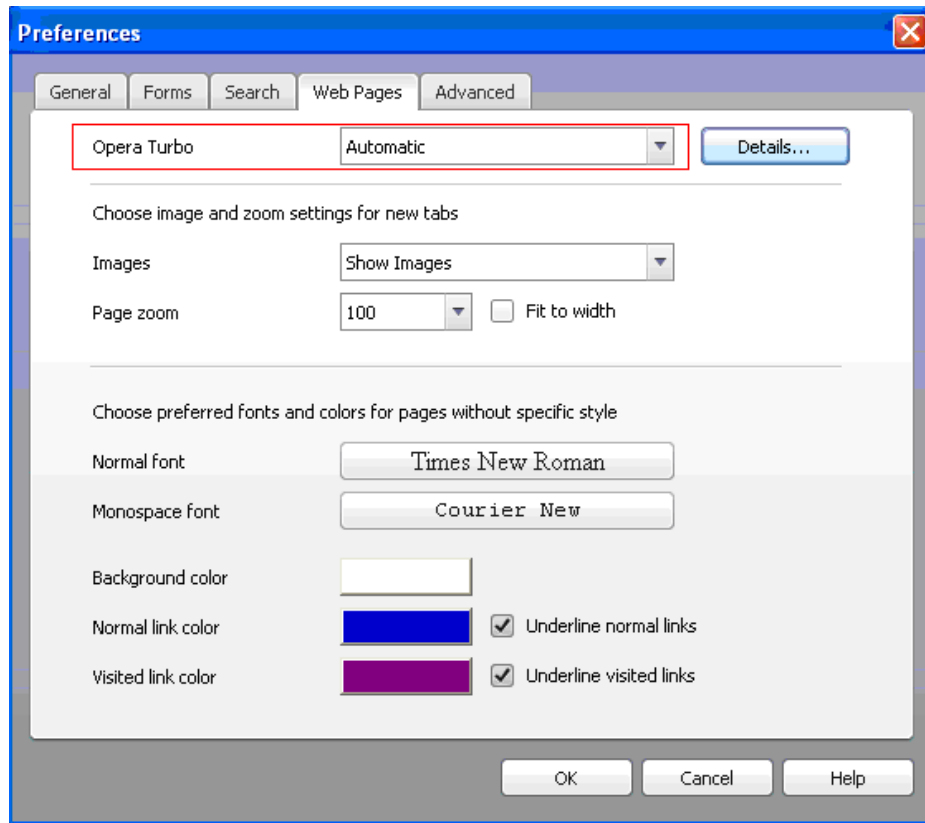 Preferences
General Forms Search Web Pages Advanced
Opera Turbo Automatic Details...
Choose image and zoom settings for new tabs
Images Show Images
Page zoom 100 Fit to width
Choose preferred fonts and colors for pages without specific style
Normal font Times New Roman
Monospace font Courier New
Background color
Normal link color Underline normal links
Visited link color Underline visited links
OK Cancel Help